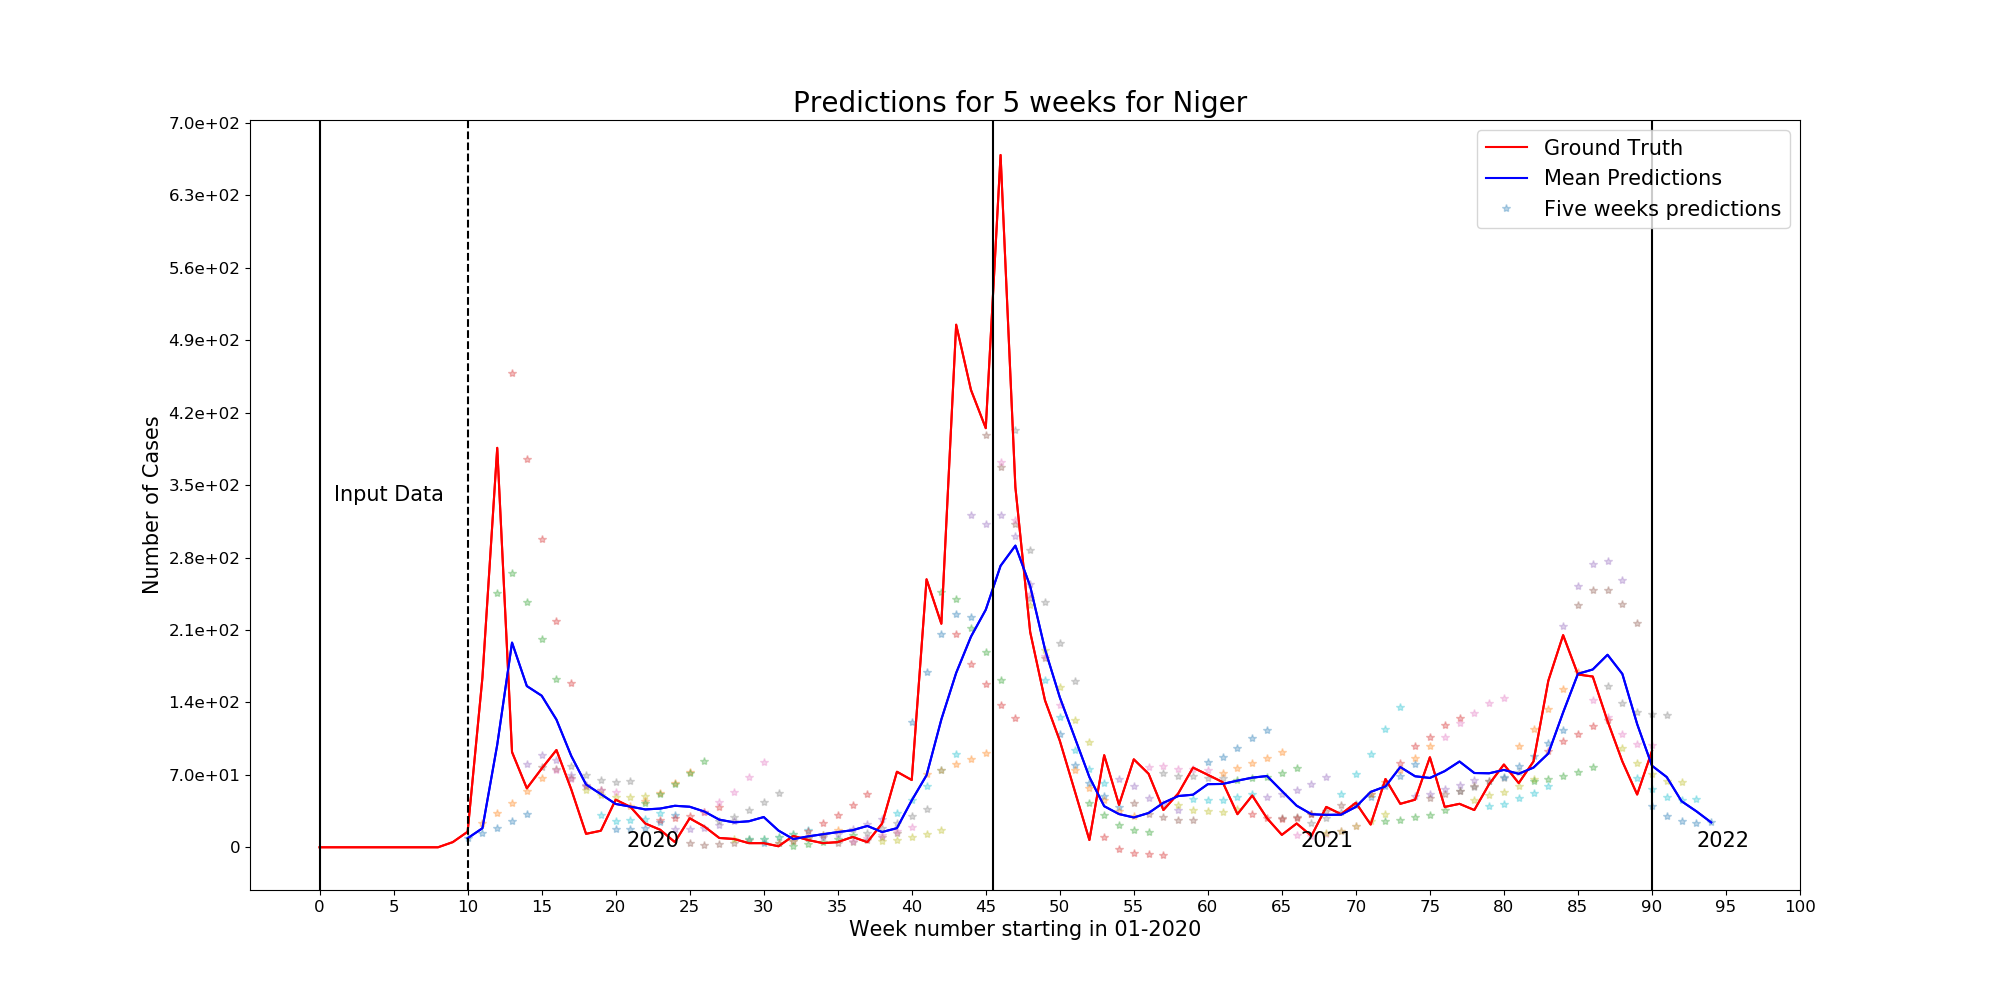 Predictions for 5 weeks for Niger
7.0e+02
6.3e+02
5.6e+02
4.9e+02
4.2e+02
3.5e+02
2.8e+02
2.1e+02
1.4e+02
7.0e+01
0
Number of Cases
Ground Truth
Mean Predictions
Five weeks predictions
Input Data
2020
2021
2022
0 5 10 15 20 25 30 35 40 45 50 55 60 65 70 75 80 85 90 95 100
Week number starting in 01-2020